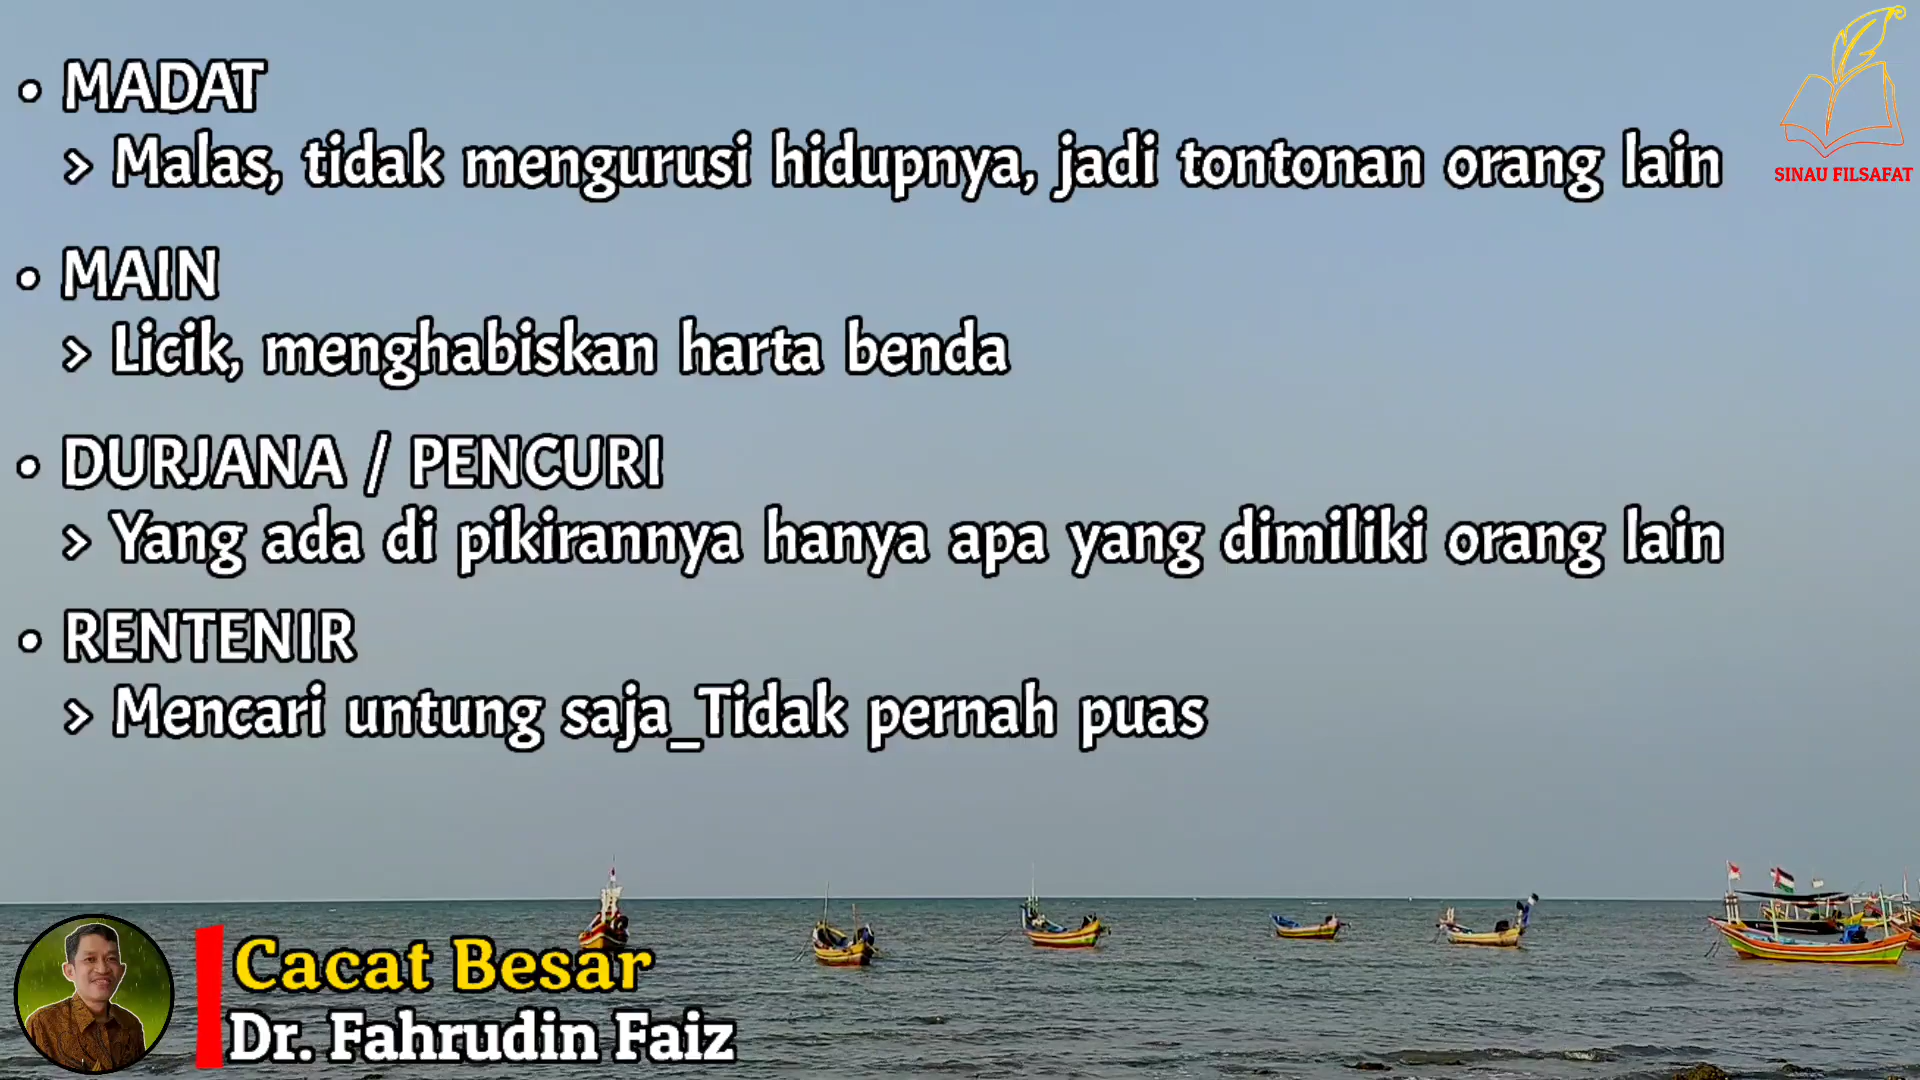 • MADAT
> Malas, tidak mengurusi hidupnya, jadi tontonan orang lain
SINAU FILSAFAT
• MAIN
> Licik, menghabiskan harta benda
• DURJANA / PENCURI
> Yang ada di pikirannya hanya apa yang dimiliki orang lain
• RENTENIR
> Mencari untung saja_Tidak pernah puas
Cacat Besar
Dr. Fahrudin Faiz